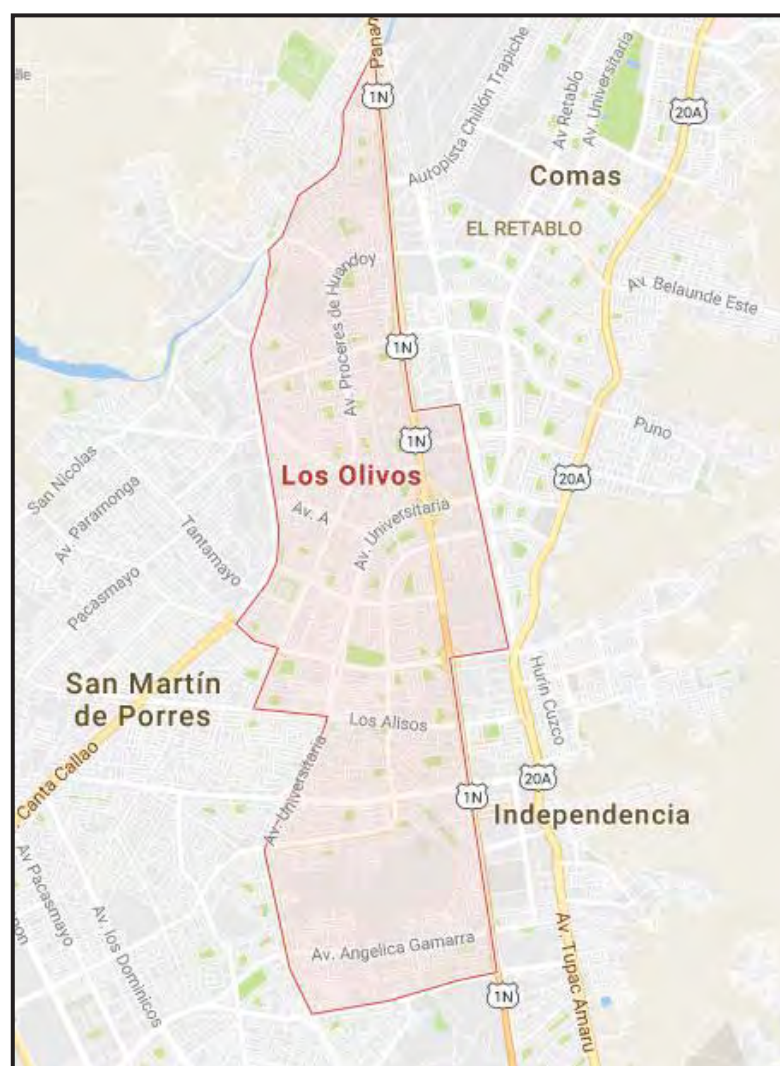 Panan
1N
20A
lle
Autopista Chillón Trapiche
Av Retablo
Av. Universitaria
Comas
EL RETABLO
Av. Proceres de Huandoy
Av. Belaunde Este
1N
1N
Puno
Los Olivos
20A
San Nicolas
Av. Paramonga
Tantamayo
Av. A
Av. Universitaria
Pacasmayo
San Martín
de Porres
Hurin Cuzco
Los Alisos
Canta Callao
Av. Universitaria
20A
1N
Independencia
Av Pacasmayo
Av. los Dominicos
non
Av. Angelica Gamarra
1N
Av. Tupac Amaru